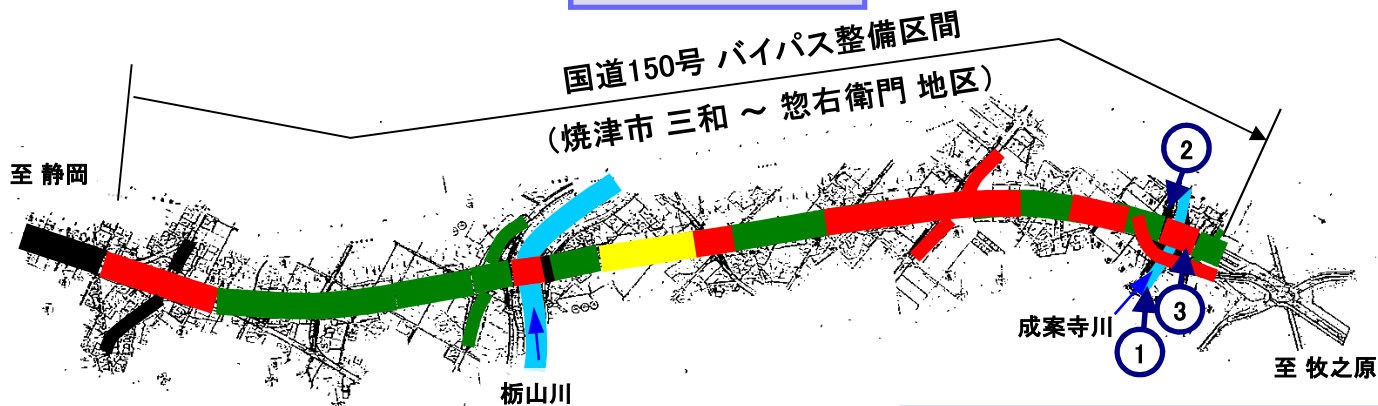 国道150号 バイパス整備区間
(焼津市 三和 ～ 惣右衛門 地区)
至 静岡
2
成案寺川
3
1
至 牧之原
栃山川